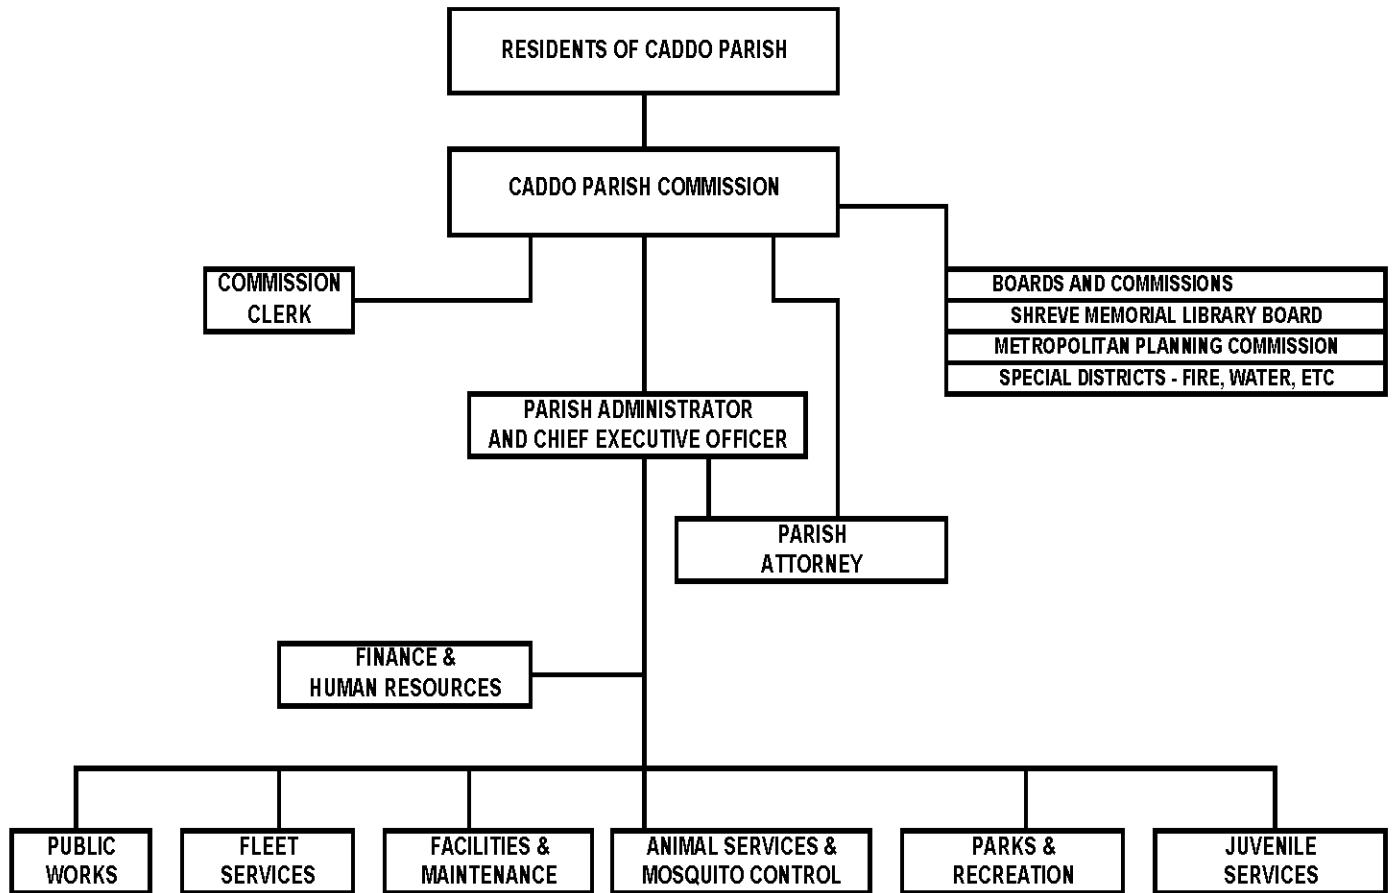 RESIDENTS OF CADDO PARISH
CADDO PARISH COMMISSION
COMMISSION
CLERK
BOARDS AND COMMISSIONS
SHREVE MEMORIAL LIBRARY BOARD
METROPOLITAN PLANNING COMMISSION
SPECIAL DISTRICTS - FIRE, WATER, ETC
PARISH ADMINISTRATOR
AND CHIEF EXECUTIVE OFFICER
PARISH
ATTORNEY
FINANCE &
HUMAN RESOURCES
PUBLIC
WORKS
FLEET
SERVICES
FACILITIES &
MAINTENANCE
ANIMAL SERVICES &
MOSQUITO CONTROL
PARKS &
RECREATION
JUVENILE
SERVICES